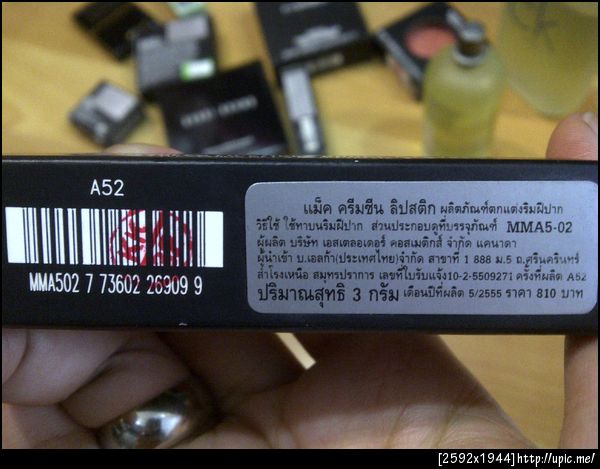 A52
MMA502 7 73602 26909 9
แม็ค ครีมชีน ลิปสติก ผลิตภัณฑ์ตกแต่งริมฝีปาก
วิธีใช้ ใช้ทาบนริมฝีปาก ส่วนประกอบดูที่บรรจุภัณฑ์ MMA5-02
ผู้ผลิต บริษัท เอสเตลอเดอร์ คอสเมติกส์ จำกัด แคนาดา
ผู้นำเข้า บ.เอลก้า(ประเทศไทย)จำกัด สาขาที่ 1 888 ม.5 ถ.ศรีนครินทร์
สำโรงเหนือ สมุทรปราการ เลขที่ใบรับแจ้ง10-2-5509271 ครั้งที่ผลิต A52
ปริมาณสุทธิ 3 กรัม เดือนปีที่ผลิต 5/2555 ราคา 810 บาท
[2592x1944]http://upic.me/